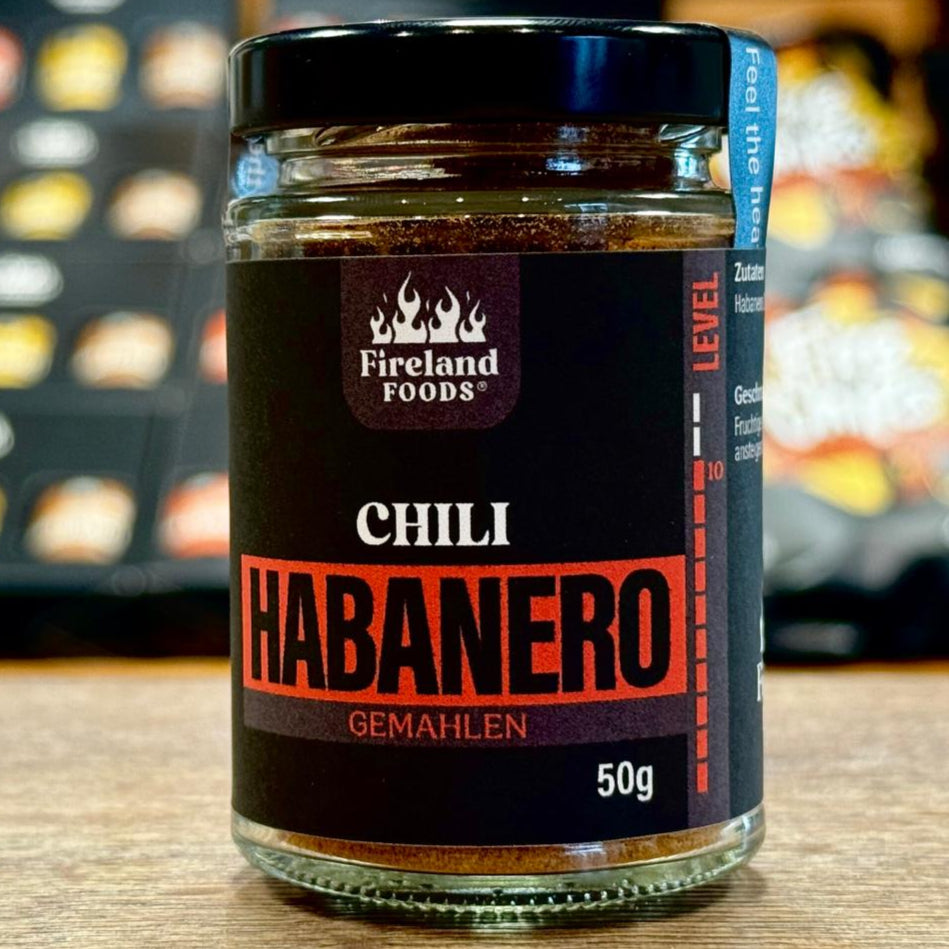 Feel the hea
Fireland
FOODS®
LEVEL
10
CHILI
HABANERO
GEMAHLEN
50g
Zutaten